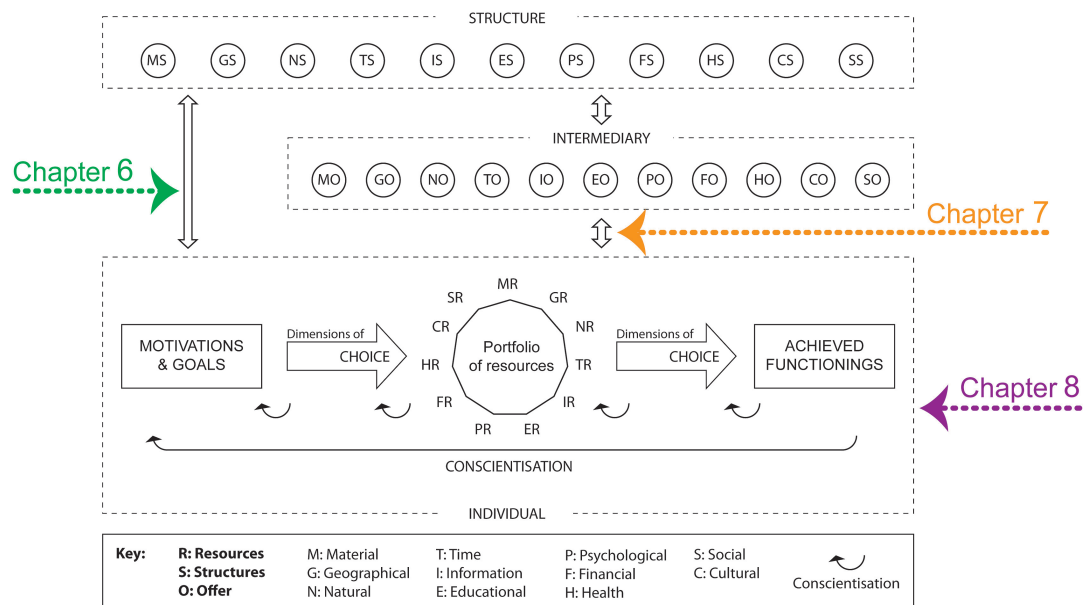 STRUCTURE
MS GS NS TS IS ES PS FS HS CS SS
INTERMEDIARY
MO GO NO TO IO EO PO FO HO CO SO
Chapter 6
Chapter 7
MR
SR GR
CR NR
HR TR
FR IR
PR ER
MOTIVATIONS
& GOALS
Dimensions of
CHOICE
Portfolio
of resources
Dimensions of
CHOICE
ACHIEVED
FUNCTIONINGS
Chapter 8
CONSCIENTISATION
INDIVIDUAL
Key:
R: Resources
S: Structures
O: Offer
M: Material
G: Geographical
N: Natural
T: Time
I: Information
E: Educational
P: Psychological
F: Financial
H: Health
S: Social
C: Cultural
Conscientisation